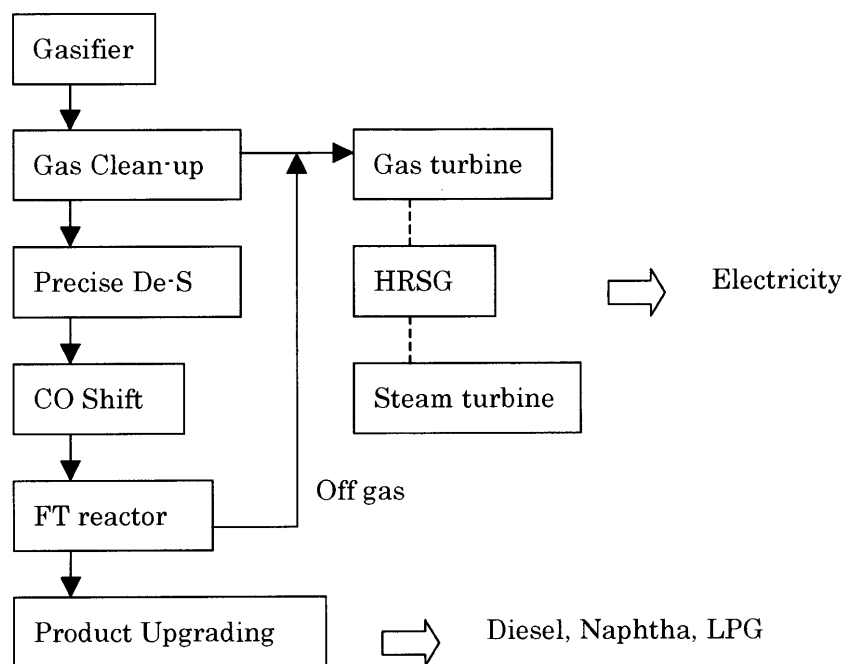 Gasifier
Gas Clean-up
Gas turbine
Precise De-S
HRSG
Electricity
CO Shift
Steam turbine
Off gas
FT reactor
Product Upgrading
Diesel, Naphtha, LPG